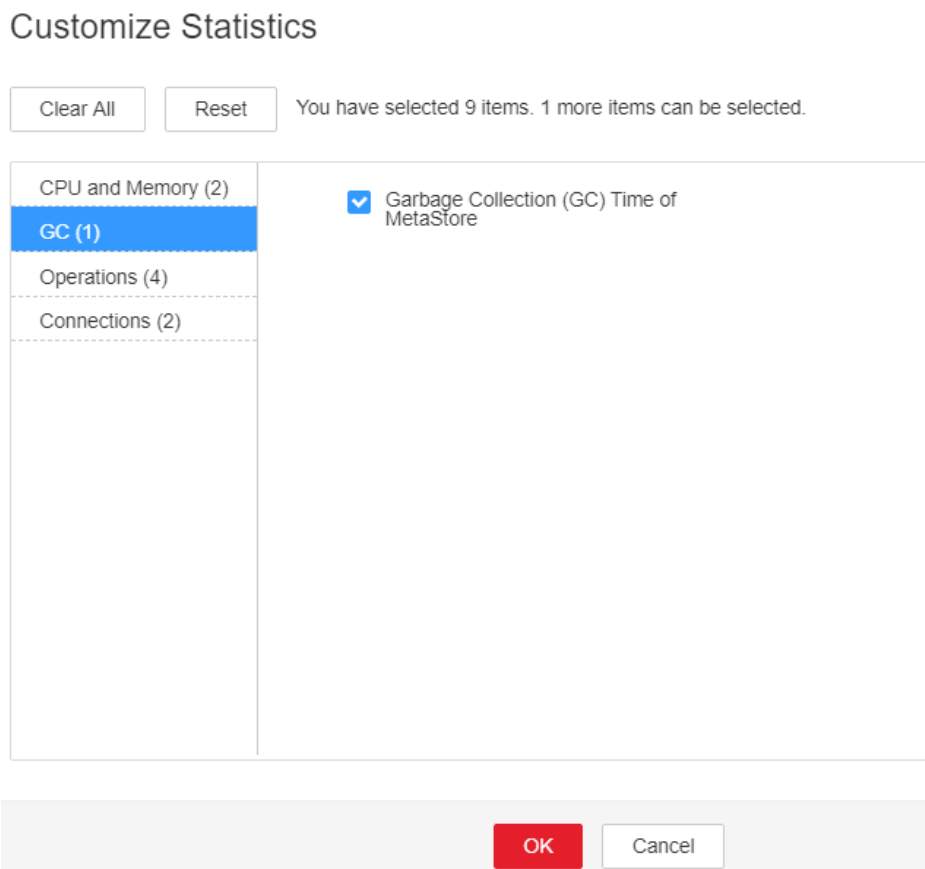 Customize Statistics
Clear All
Reset
You have selected 9 items. 1 more items can be selected.
CPU and Memory (2)
GC (1)
Operations (4)
Connections (2)
Garbage Collection (GC) Time of
MetaStore
OK
Cancel